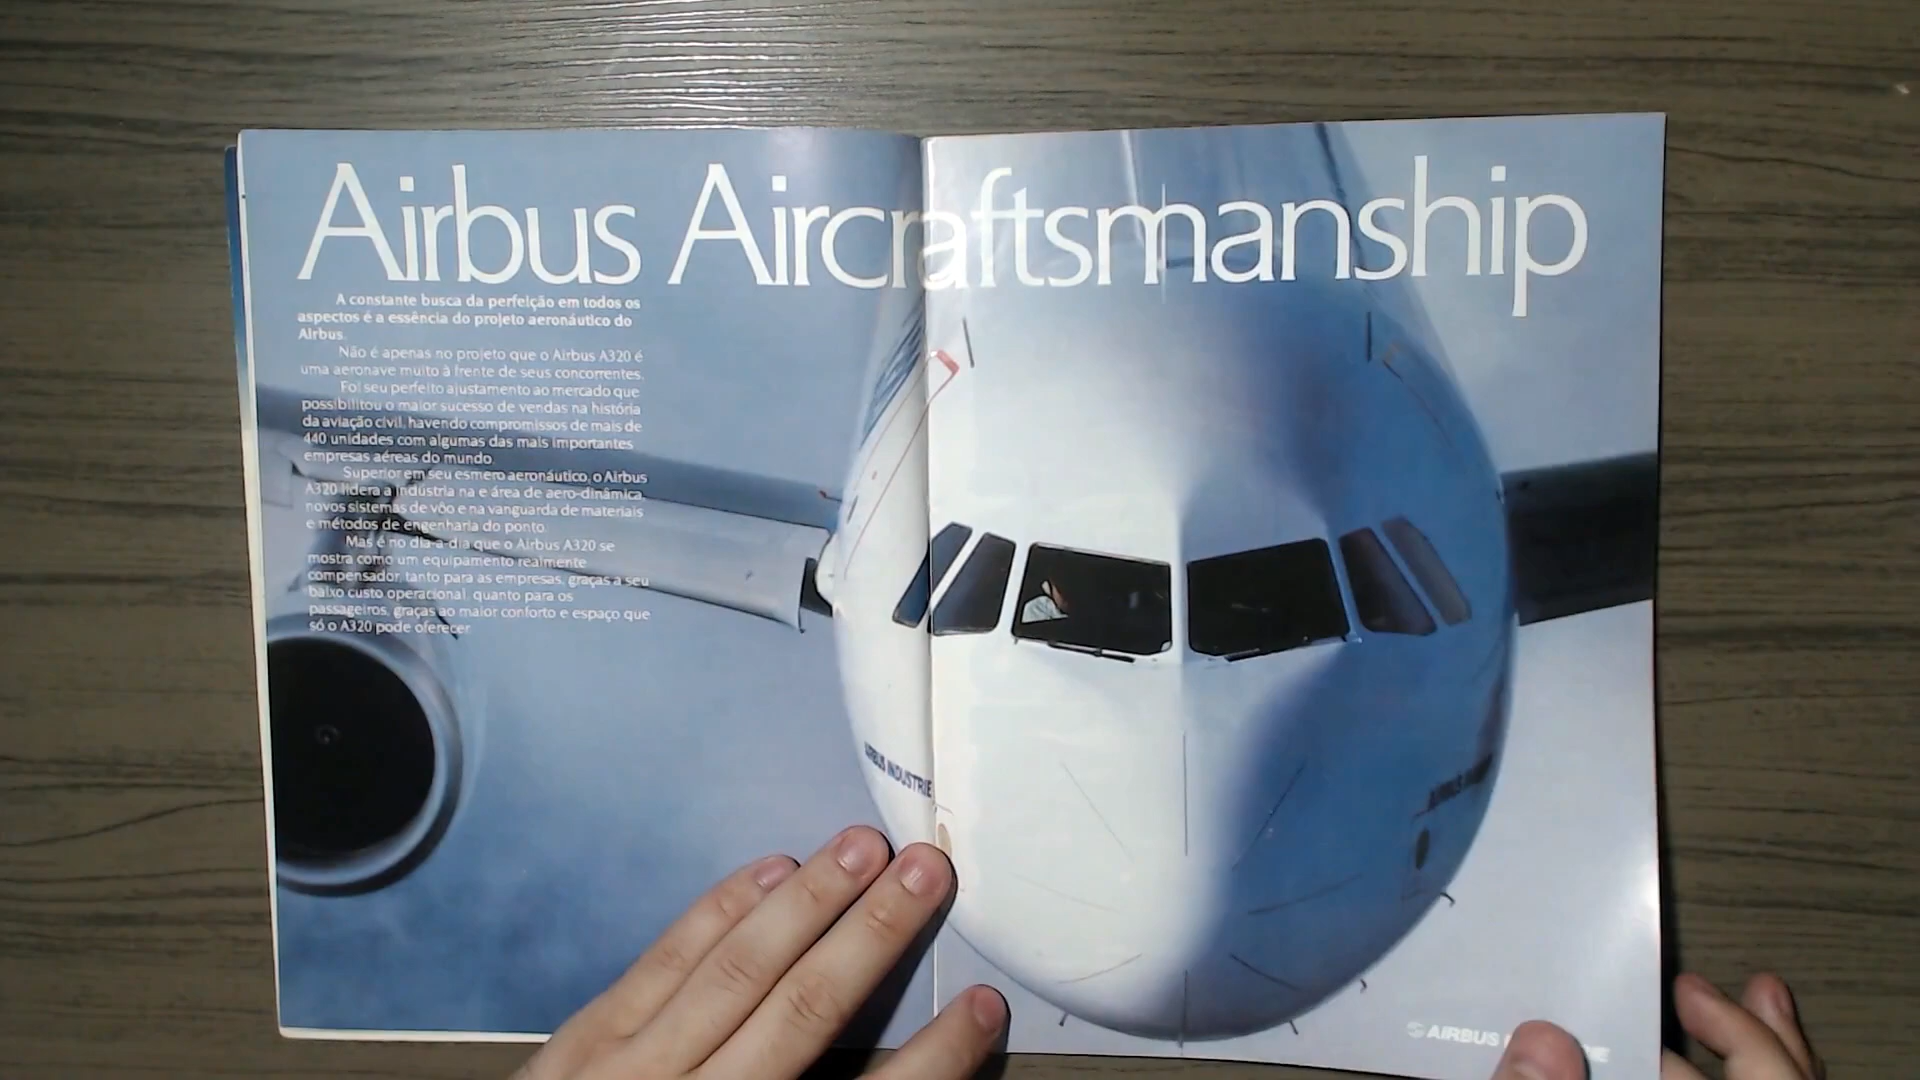 Airbus Aircraftsmanship
A constante busca da perfeição em todos os
aspectos é a essência do projeto aeronáutico do
Airbus.
Não é apenas no projeto que o Airbus A320 é
uma aeronave muito à frente de seus concorrentes.
Foi seu perfeito ajustamento ao mercado que
possibilitou o maior sucesso de vendas na história
da aviação civil, havendo compromissos de mais de
440 unidades com algumas das mais importantes
empresas aéreas do mundo.
Superior em seu esmero aeronáutico, o Airbus
A320 lidera a indústria na e área de aero-dinâmica,
novos sistemas de vôo e na vanguarda de materiais
e métodos de engenharia do ponto.
Mas é no dia-a-dia que o Airbus A320 se
mostra como um equipamento realmente
compensador, tanto para as empresas, graças a seu
baixo custo operacional, quanto para os
passageiros, graças ao maior conforto e espaço que
só o A320 pode oferecer.
AIRBUS INDUSTRIE
AIRBUS
AIRBUS